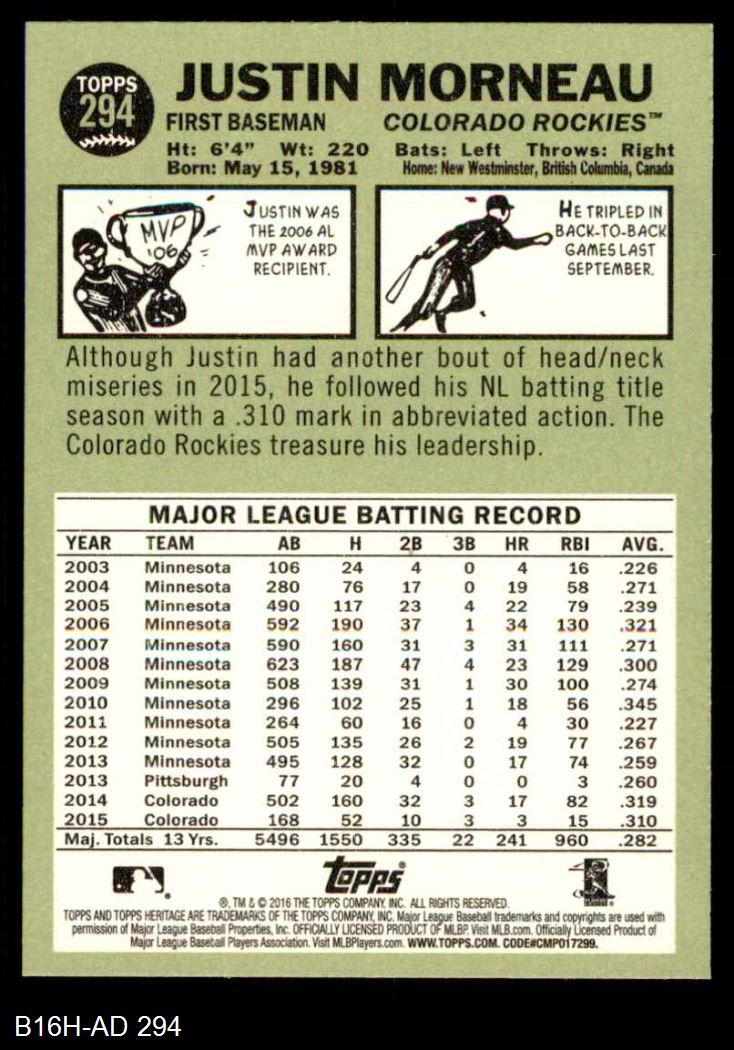 TOPPS
294
JUSTIN MORNEAU
FIRST BASEMAN COLORADO ROCKIES™
Ht: 6'4" Wt: 220 Bats: Left Throws: Right
Born: May 15, 1981 Home: New Westminster, British Columbia, Canada
MVP
'06
JUSTIN WAS
THE 2006 AL
MVP AWARD
RECIPIENT.
HE TRIPLED IN
BACK-TO-BACK
GAMES LAST
SEPTEMBER.
Although Justin had another bout of head/neck
miseries in 2015, he followed his NL batting title
season with a .310 mark in abbreviated action. The
Colorado Rockies treasure his leadership.
MAJOR LEAGUE BATTING RECORD
YEAR TEAM AB H 2B 3B HR RBI AVG.
2003 Minnesota 106 24 4 0 4 16 .226
2004 Minnesota 280 76 17 0 19 58 .271
2005 Minnesota 490 117 23 4 22 79 .239
2006 Minnesota 592 190 37 1 34 130 .321
2007 Minnesota 590 160 31 3 31 111 .271
2008 Minnesota 623 187 47 4 23 129 .300
2009 Minnesota 508 139 31 1 30 100 .274
2010 Minnesota 296 102 25 1 18 56 .345
2011 Minnesota 264 60 16 0 4 30 .227
2012 Minnesota 505 135 26 2 19 77 .267
2013 Minnesota 495 128 32 0 17 74 .259
2013 Pittsburgh 77 20 4 0 0 3 .260
2014 Colorado 502 160 32 3 17 82 .319
2015 Colorado 168 52 10 3 3 15 .310
Maj. Totals 13 Yrs. 5496 1550 335 22 241 960 .282
topps®
®, TM & © 2016 THE TOPPS COMPANY, INC. ALL RIGHTS RESERVED.
TOPPS AND TOPPS HERITAGE ARE TRADEMARKS OF THE TOPPS COMPANY, INC. Major League Baseball trademarks and copyrights are used with
permission of Major League Baseball Properties, Inc. OFFICIALLY LICENSED PRODUCT OF MLBP. Visit MLB.com. Officially Licensed Product of
Major League Baseball Players Association. Visit MLBPlayers.com. WWW.TOPPS.COM. CODE#CMP017299.
B16H-AD 294